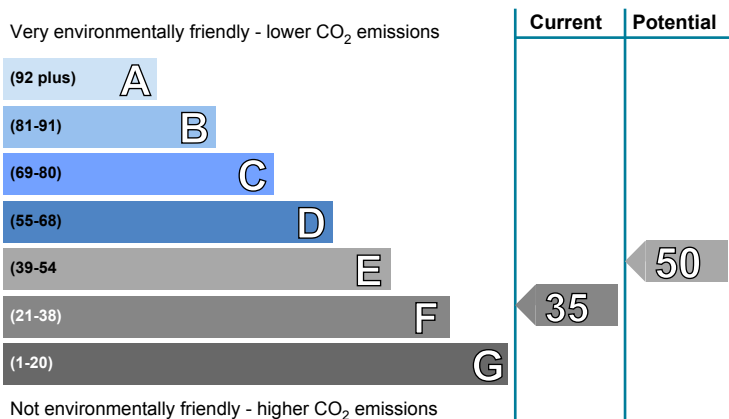 Very environmentally friendly - lower CO₂ emissions
Current Potential
(92 plus) A
(81-91) B
(69-80) C
(55-68) D
(39-54 E
50
(21-38) F
35
(1-20) G
Not environmentally friendly - higher CO₂ emissions